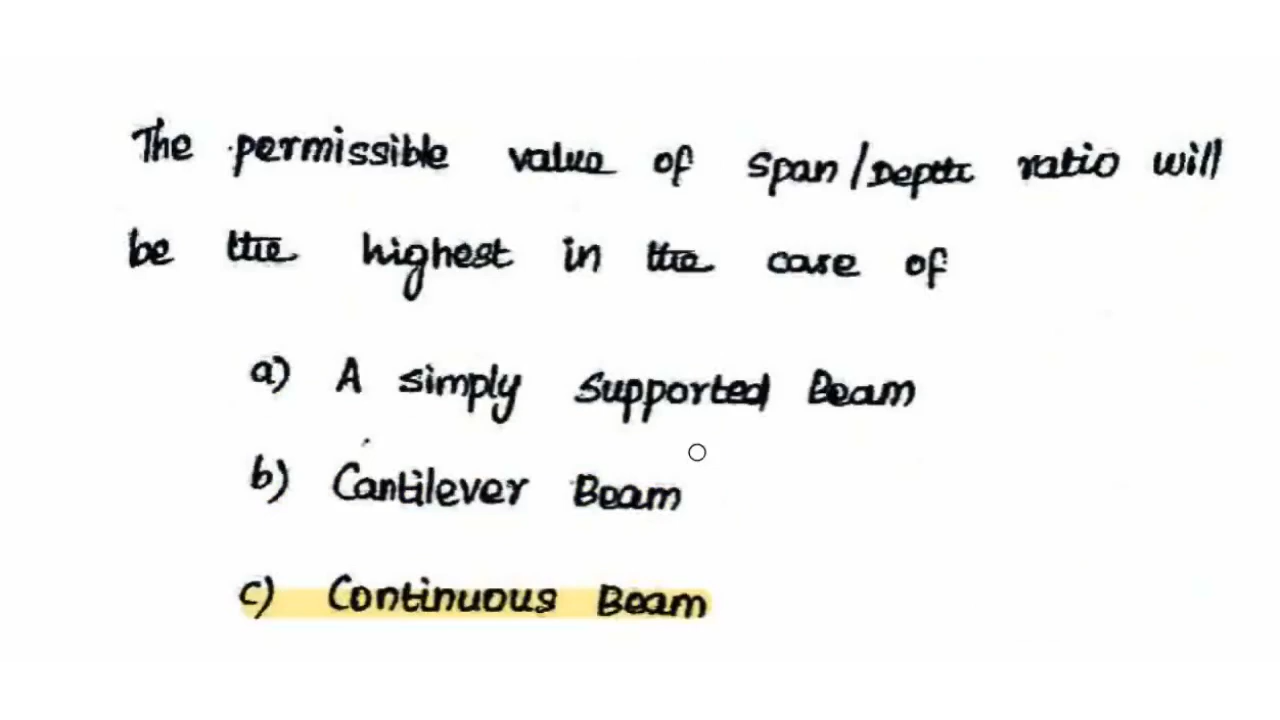 The permissible value of span/Depth ratio will
be the highest in the case of
a) A simply supported Beam
b) Cantilever Beam
c) Continuous Beam